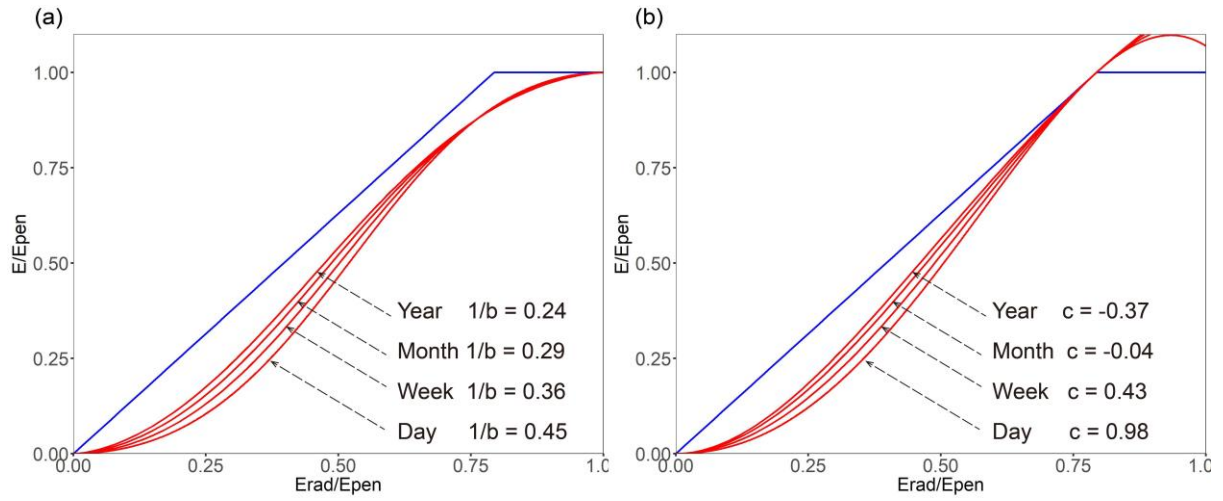 (a)
1.00
0.75
0.50
0.25
0.00
E/Epen
Year 1/b = 0.24
Month 1/b = 0.29
Week 1/b = 0.36
Day 1/b = 0.45
0.00 0.25 0.50 0.75 1.0
Erad/Epen
(b)
1.00
0.75
0.50
0.25
0.00
E/Epen
Year c = -0.37
Month c = -0.04
Week c = 0.43
Day c = 0.98
0.00 0.25 0.50 0.75 1.0
Erad/Epen